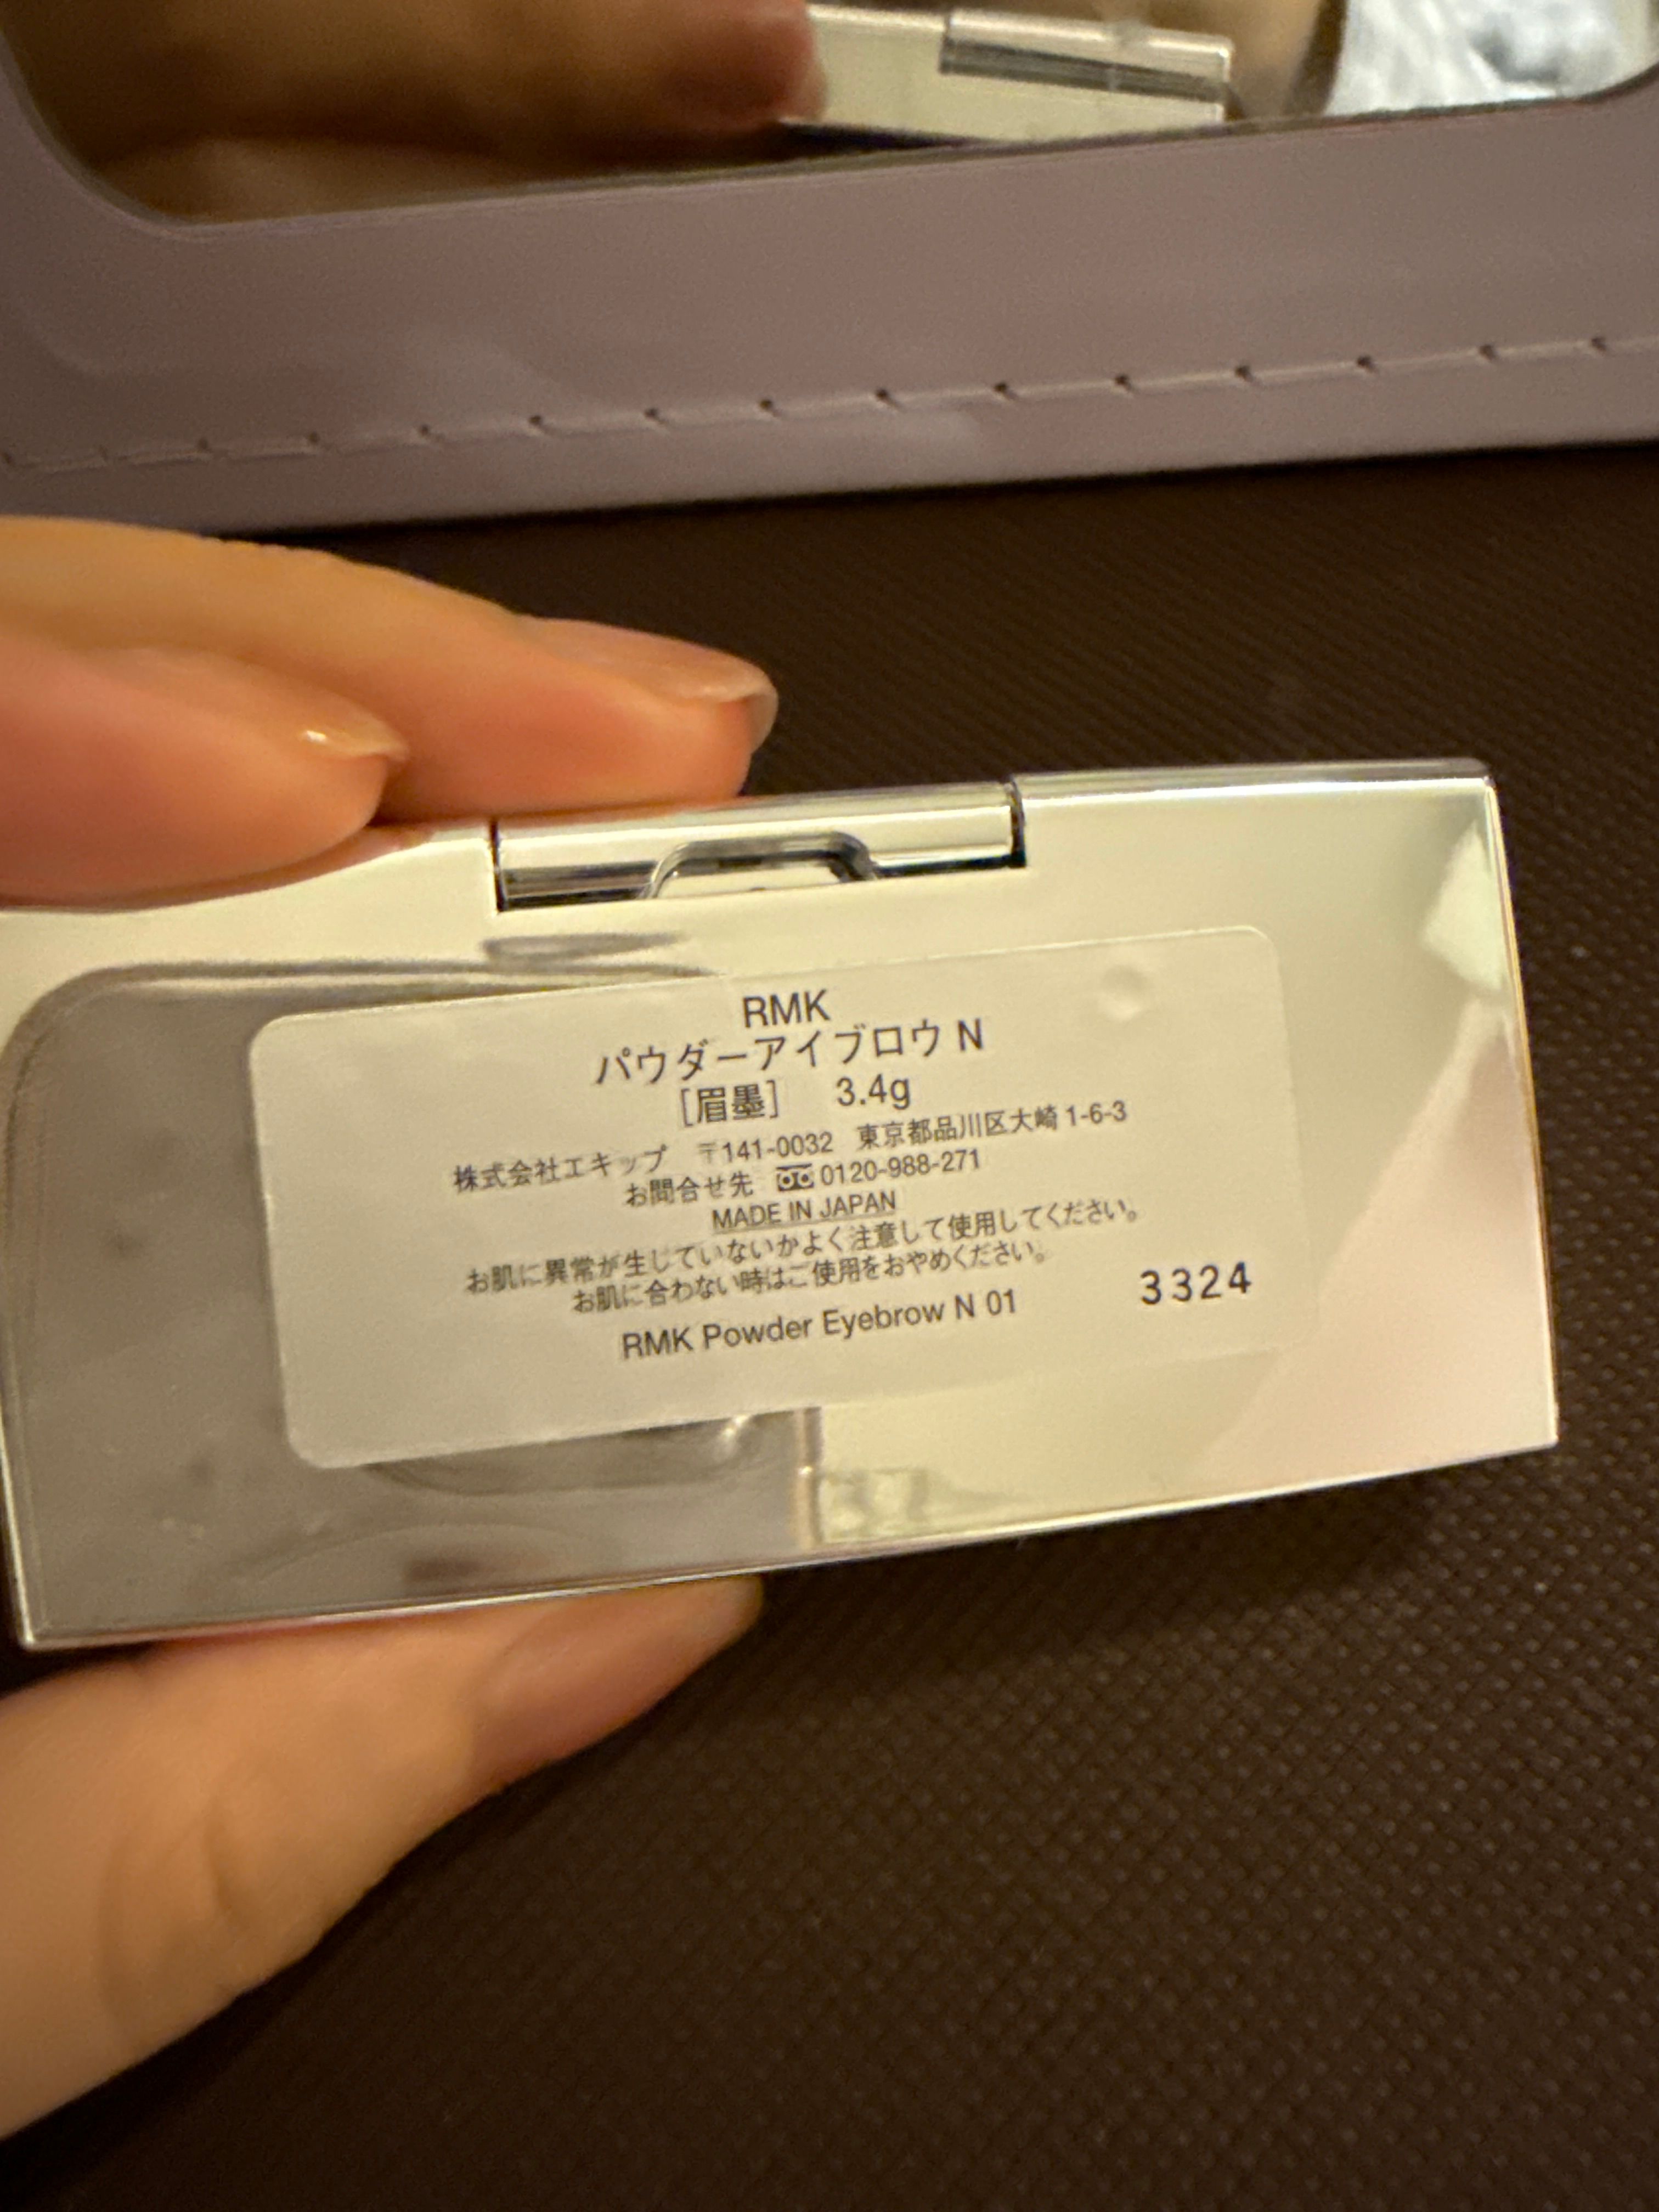 RMK
パウダーアイブロウ N
[眉墨] 3.4g
株式会社エキップ 〒141-0032 東京都品川区大崎 1-6-3
お問合せ先 0120-988-271
MADE IN JAPAN
お肌に異常が生じていないかよく注意して使用してください。
お肌に合わない時はご使用をおやめください。
RMK Powder Eyebrow N 01 3324